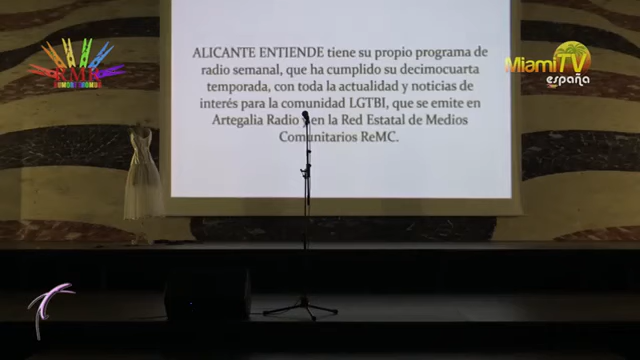 ALICANTE ENTIENDE tiene su propio programa de
radio semanal, que ha cumplido su decimocuarta
temporada, con toda la actualidad y noticias de
interés para la comunidad LGTBI, que se emite en
Artegalia Radio en la Red Estatal de Medios
Comunitarios ReMC.
RMH
MiamiTV
españa